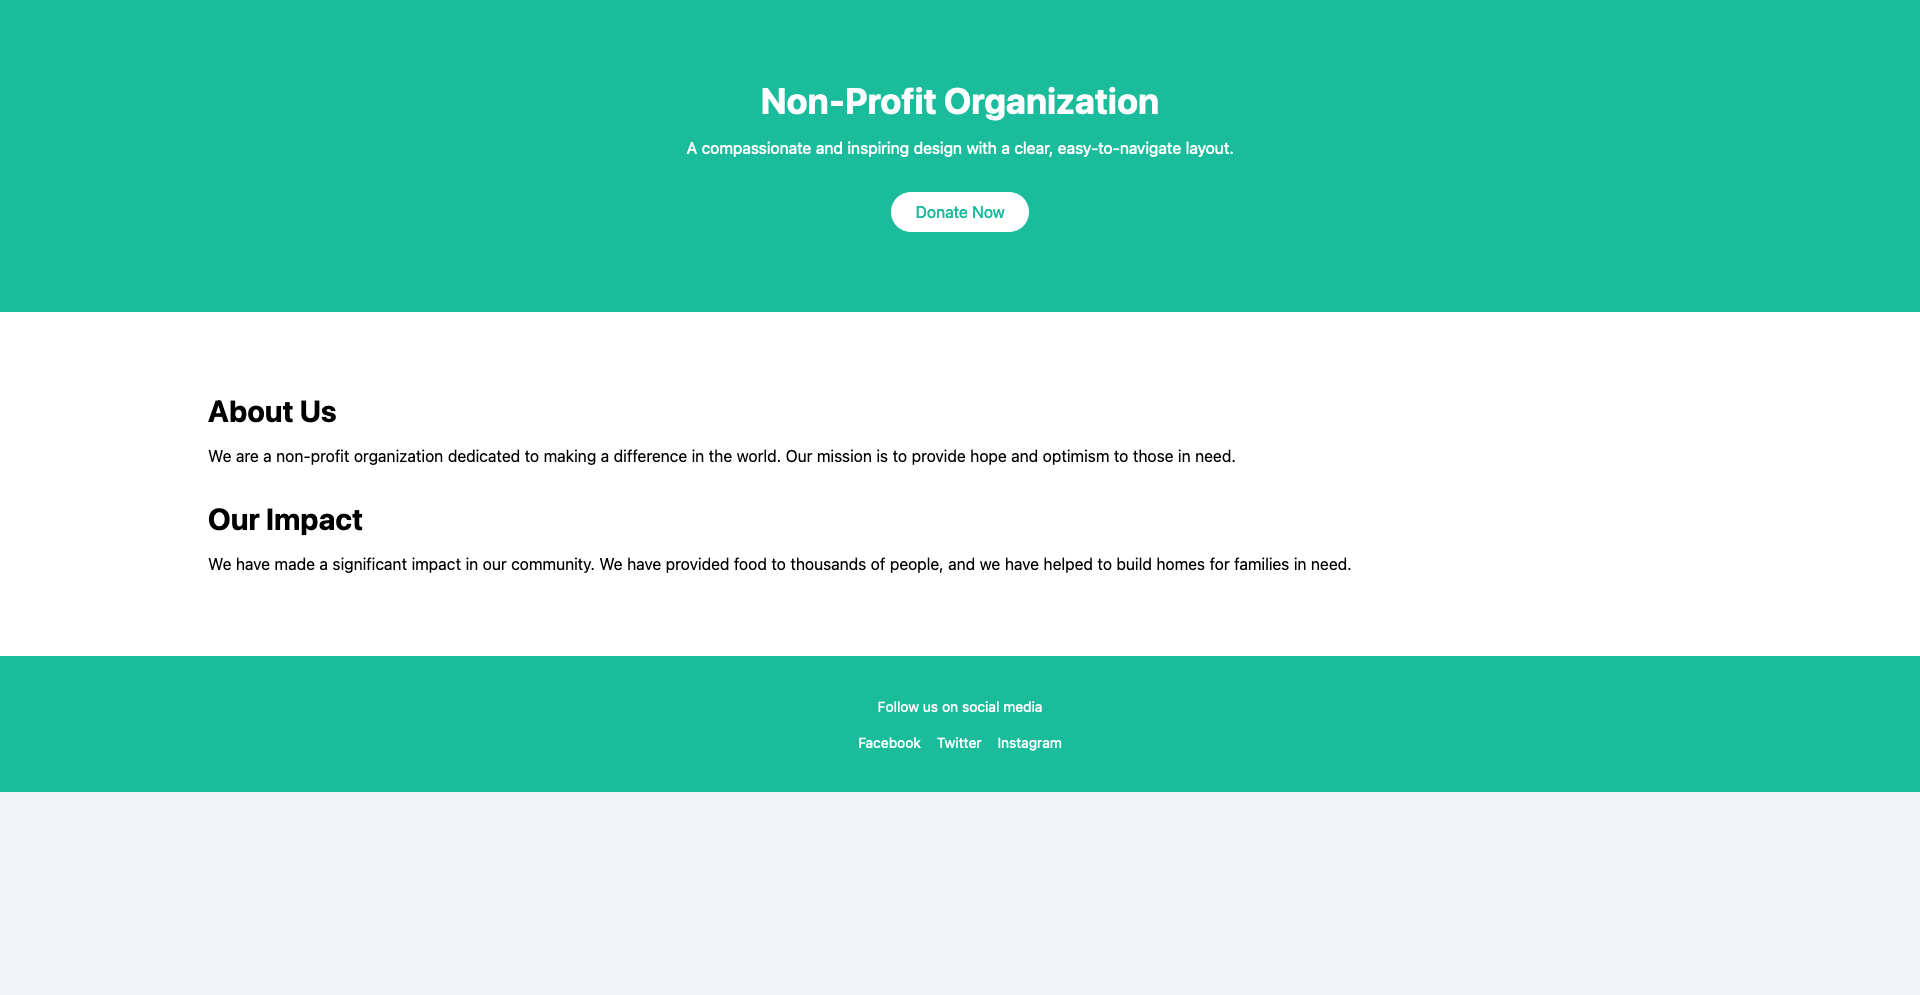 Non-Profit Organization
A compassionate and inspiring design with a clear, easy-to-navigate layout.
Donate Now
About Us
We are a non-profit organization dedicated to making a difference in the world. Our mission is to provide hope and optimism to those in need.
Our Impact
We have made a significant impact in our community. We have provided food to thousands of people, and we have helped to build homes for families in need.
Follow us on social media
Facebook Twitter Instagram